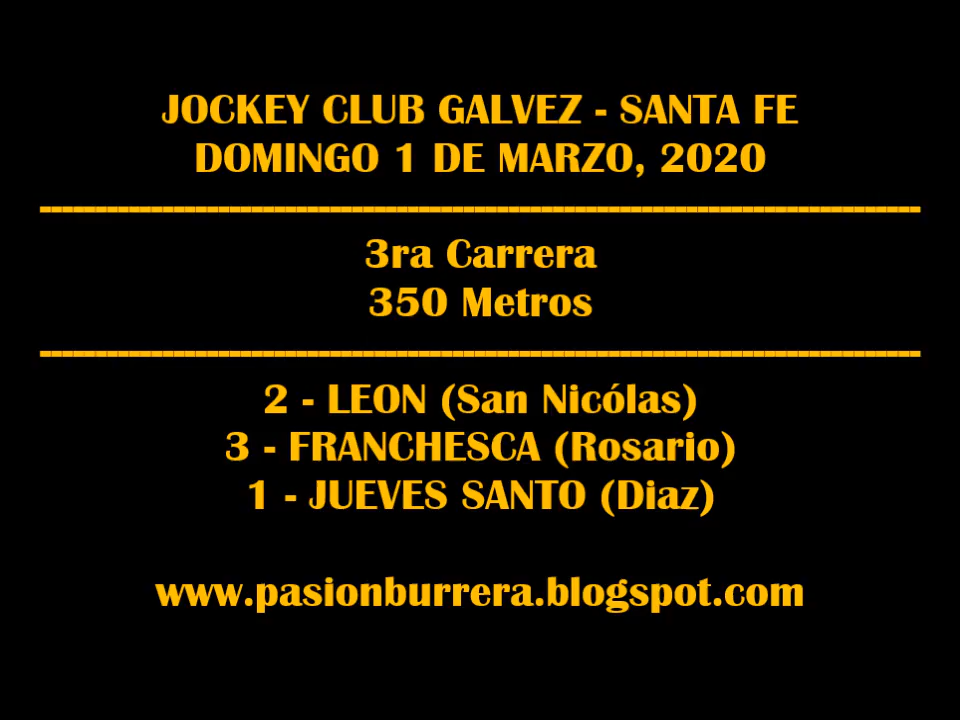 JOCKEY CLUB GALVEZ - SANTA FE
DOMINGO 1 DE MARZO, 2020
--------------------------------------------------------------------------------
3ra Carrera
350 Metros
--------------------------------------------------------------------------------
2 - LEON (San Nicólas)
3 - FRANCHESCA (Rosario)
1 - JUEVES SANTO (Diaz)
www.pasionburrera.blogspot.com